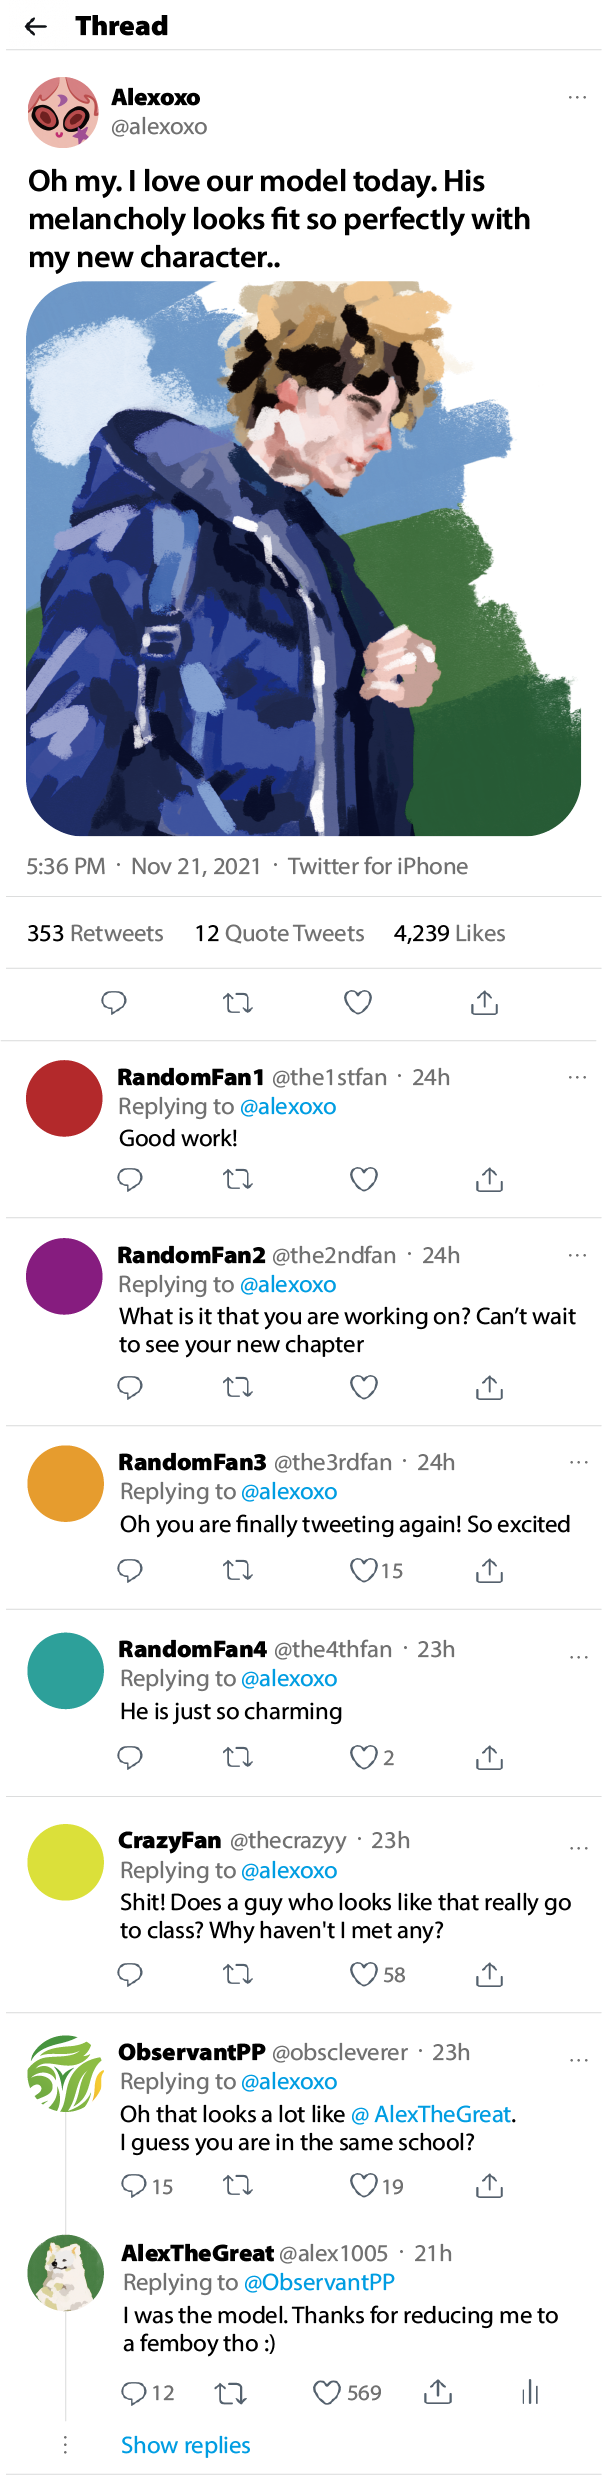 Thread
Alexoxo
@alexoxo
Oh my. I love our model today. His
melancholy looks fit so perfectly with
my new character..
5:36 PM · Nov 21, 2021 · Twitter for iPhone
353 Retweets 12 Quote Tweets 4,239 Likes
RandomFan1 @the1stfan · 24h
Replying to @alexoxo
Good work!
RandomFan2 @the2ndfan · 24h
Replying to @alexoxo
What is it that you are working on? Can’t wait
to see your new chapter
RandomFan3 @the3rdfan · 24h
Replying to @alexoxo
Oh you are finally tweeting again! So excited
15
RandomFan4 @the4thfan · 23h
Replying to @alexoxo
He is just so charming
2
CrazyFan @thecrazyy · 23h
Replying to @alexoxo
Shit! Does a guy who looks like that really go
to class? Why haven't I met any?
58
ObservantPP @obscleverer · 23h
Replying to @alexoxo
Oh that looks a lot like @ AlexTheGreat.
I guess you are in the same school?
15 19
AlexTheGreat @alex1005 · 21h
Replying to @ObservantPP
I was the model. Thanks for reducing me to
a femboy tho :)
12 569
Show replies